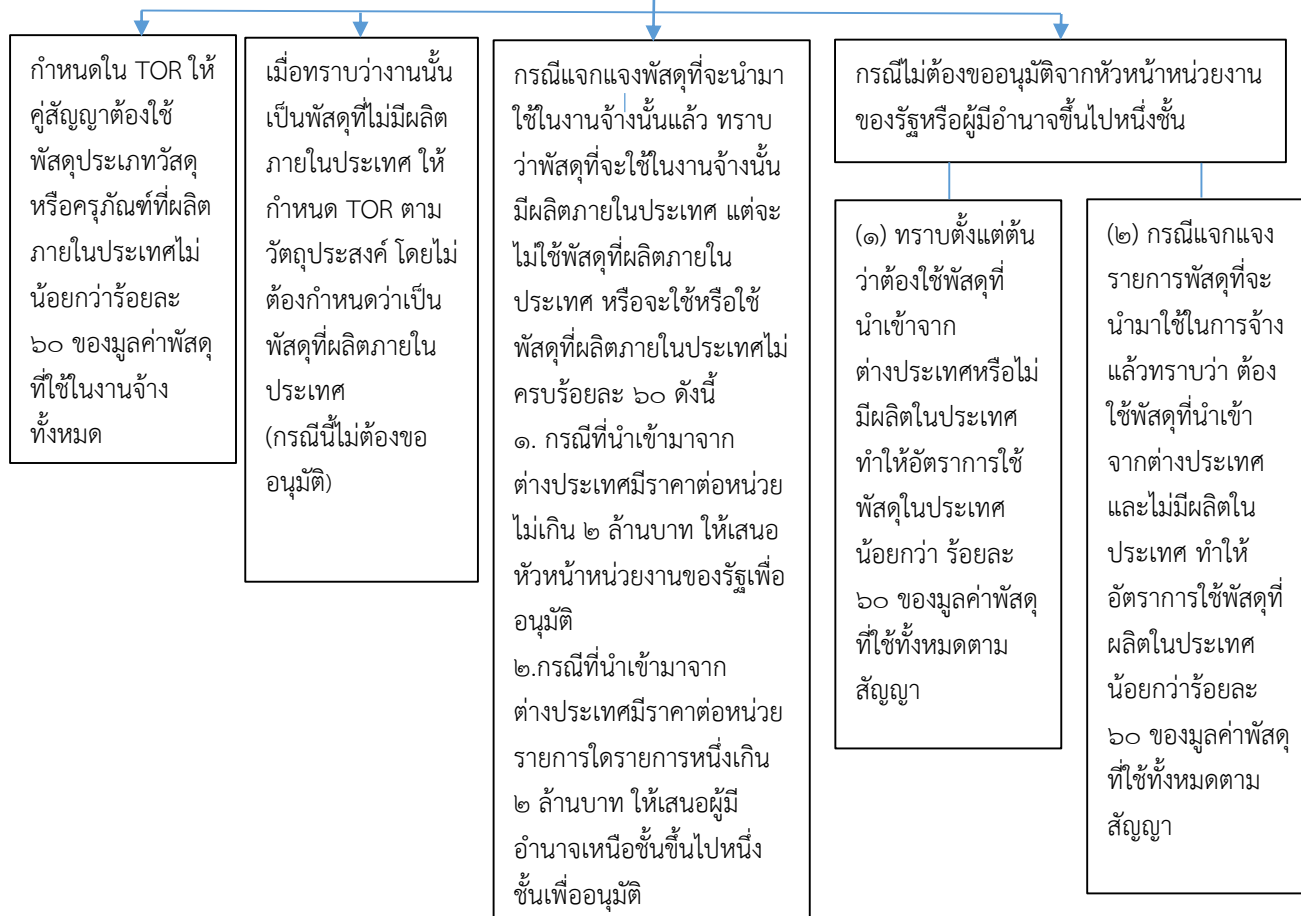 กำหนดใน TOR ให้
คู่สัญญาต้องใช้
พัสดุประเภทวัสดุ
หรือครุภัณฑ์ที่ผลิต
ภายในประเทศไม่
น้อยกว่าร้อยละ
๖๐ ของมูลค่าพัสดุ
ที่ใช้ในงานจ้าง
ทั้งหมด
เมื่อทราบว่างานนั้น
เป็นพัสดุที่ไม่มีผลิต
ภายในประเทศ ให้
กำหนด TOR ตาม
วัตถุประสงค์ โดยไม่
ต้องกำหนดว่าเป็น
พัสดุที่ผลิตภายใน
ประเทศ
(กรณีนี้ไม่ต้องขอ
อนุมัติ)
กรณีแจกแจงพัสดุที่จะนำมา
ใช้ในงานจ้างนั้นแล้ว ทราบ
ว่าพัสดุที่จะใช้ในงานจ้างนั้น
มีผลิตภายในประเทศ แต่จะ
ไม่ใช้พัสดุที่ผลิตภายใน
ประเทศ หรือจะใช้หรือใช้
พัสดุที่ผลิตภายในประเทศไม่
ครบร้อยละ ๖๐ ดังนี้
๑. กรณีที่นำเข้ามาจาก
ต่างประเทศมีราคาต่อหน่วย
ไม่เกิน ๒ ล้านบาท ให้เสนอ
หัวหน้าหน่วยงานของรัฐเพื่อ
อนุมัติ
๒.กรณีที่นำเข้ามาจาก
ต่างประเทศมีราคาต่อหน่วย
รายการใดรายการหนึ่งเกิน
๒ ล้านบาท ให้เสนอผู้มี
อำนาจเหนือชั้นขึ้นไปหนึ่ง
ชั้นเพื่ออนุมัติ
กรณีไม่ต้องขออนุมัติจากหัวหน้าหน่วยงาน
ของรัฐหรือผู้มีอำนาจขึ้นไปหนึ่งชั้น
(๑) ทราบตั้งแต่ต้น
ว่าต้องใช้พัสดุที่
นำเข้าจาก
ต่างประเทศหรือไม่
มีผลิตในประเทศ
ทำให้อัตราการใช้
พัสดุในประเทศ
น้อยกว่า ร้อยละ
๖๐ ของมูลค่าพัสดุ
ที่ใช้ทั้งหมดตาม
สัญญา
(๒) กรณีแจกแจง
รายการพัสดุที่จะ
นำมาใช้ในการจ้าง
แล้วทราบว่า ต้อง
ใช้พัสดุที่นำเข้า
จากต่างประเทศ
และไม่มีผลิตใน
ประเทศ ทำให้
อัตราการใช้พัสดุที่
ผลิตในประเทศ
น้อยกว่าร้อยละ
๖๐ ของมูลค่าพัสดุ
ที่ใช้ทั้งหมดตาม
สัญญา